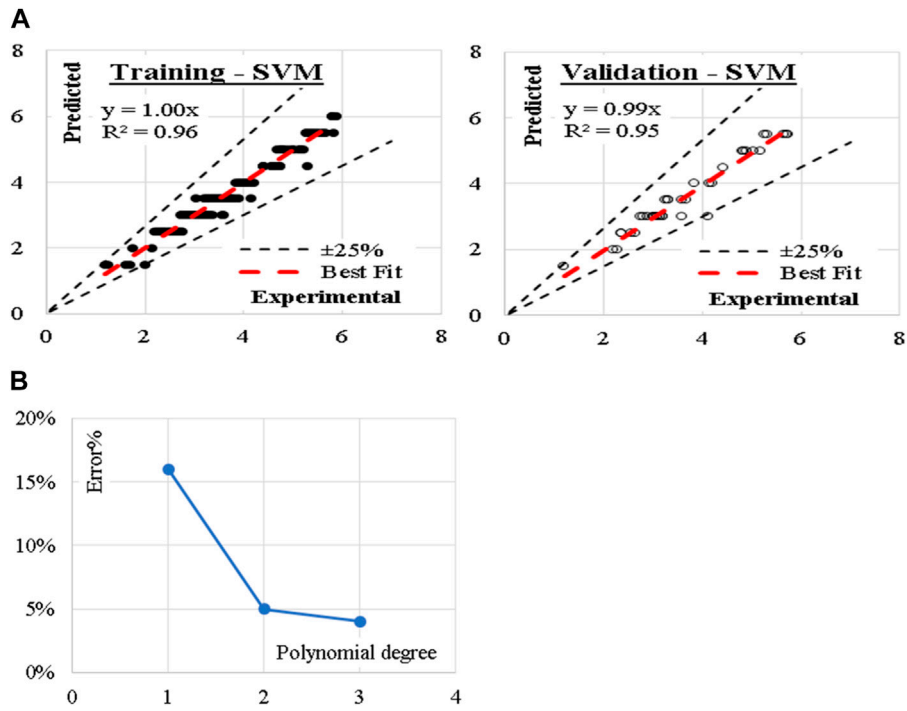 A
Training - SVM
Predicted
y = 1.00x
R² = 0.96
±25%
Best Fit
Experimental
8
6
4
2
0
0
2
4
6
8
Validation - SVM
Predicted
y = 0.99x
R² = 0.95
±25%
Best Fit
Experimental
8
6
4
2
0
0
2
4
6
8
B
20%
15%
10%
5%
0%
Error%
Polynomial degree
0
1
2
3
4